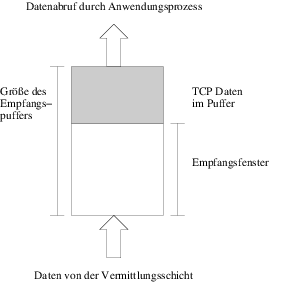 Datenabruf durch Anwendungsprozess
Größe des
Empfangs–
puffers
TCP Daten
im Puffer
Empfangsfenster
Daten von der Vermittlungsschicht